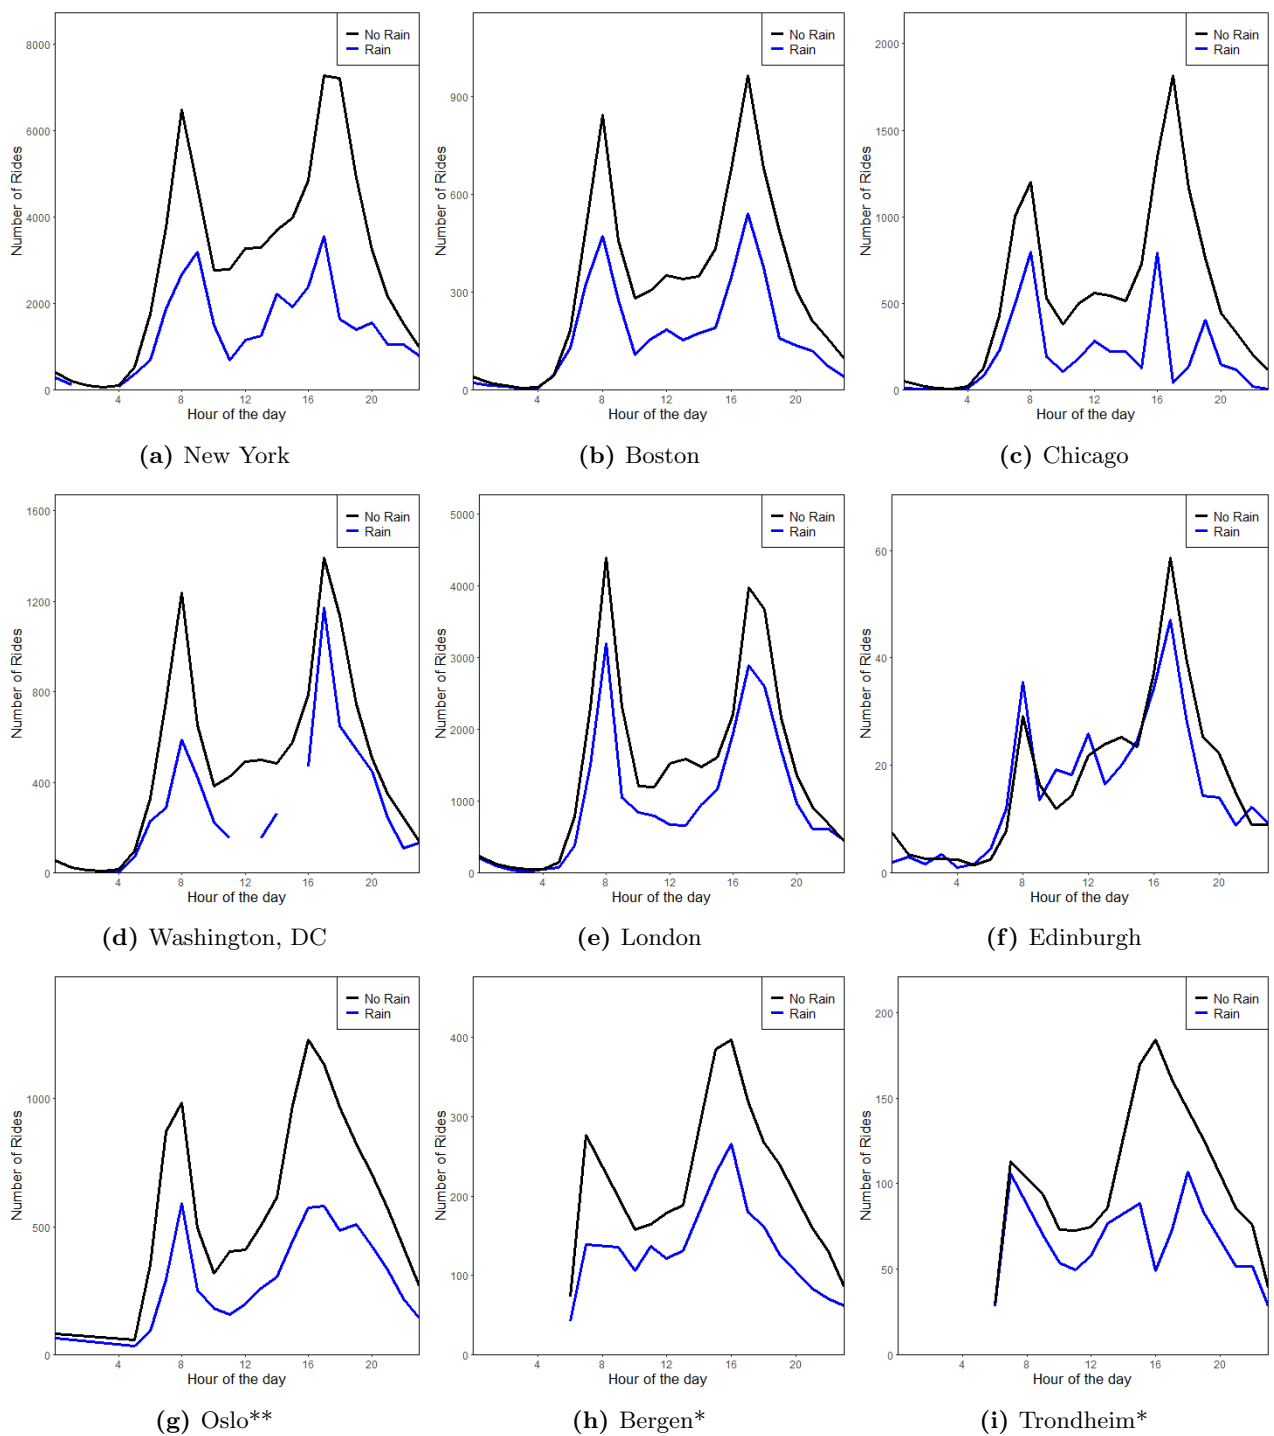 No Rain
Rain
8000
6000
4000
2000
0
Number of Rides
4 8 12 16 20
Hour of the day
(a) New York
No Rain
Rain
900
600
300
0
Number of Rides
4 8 12 16 20
Hour of the day
(b) Boston
No Rain
Rain
2000
1500
1000
500
0
Number of Rides
4 8 12 16 20
Hour of the day
(c) Chicago
No Rain
Rain
1600
1200
800
400
0
Number of Rides
4 8 12 16 20
Hour of the day
(d) Washington, DC
No Rain
Rain
5000
4000
3000
2000
1000
0
Number of Rides
4 8 12 16 20
Hour of the day
(e) London
No Rain
Rain
60
40
20
0
Number of Rides
4 8 12 16 20
Hour of the day
(f) Edinburgh
No Rain
Rain
1000
500
0
Number of Rides
4 8 12 16 20
Hour of the day
(g) Oslo**
No Rain
Rain
400
300
200
100
0
Number of Rides
4 8 12 16 20
Hour of the day
(h) Bergen*
No Rain
Rain
200
150
100
50
0
Number of Rides
4 8 12 16 20
Hour of the day
(i) Trondheim*